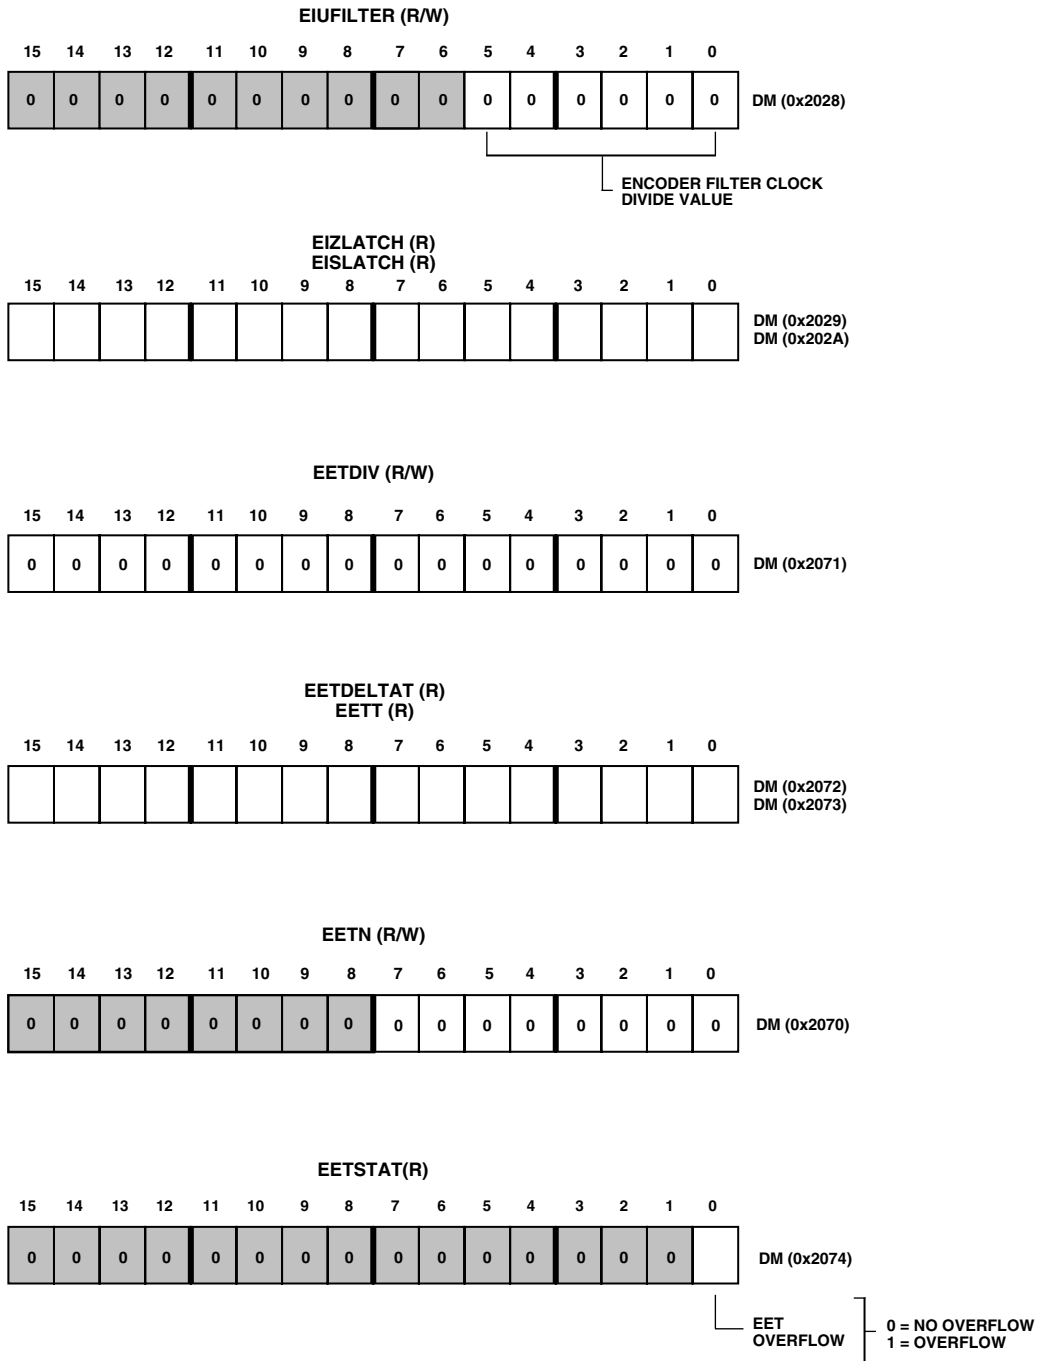 EIUFILTER (R/W)
15 14 13 12 11 10 9 8 7 6 5 4 3 2 1 0
0 0 0 0 0 0 0 0 0 0 0 0 0 0 0 0 DM (0x2028)
ENCODER FILTER CLOCK
DIVIDE VALUE
EIZLATCH (R)
EISLATCH (R)
15 14 13 12 11 10 9 8 7 6 5 4 3 2 1 0
DM (0x2029)
DM (0x202A)
EETDIV (R/W)
15 14 13 12 11 10 9 8 7 6 5 4 3 2 1 0
0 0 0 0 0 0 0 0 0 0 0 0 0 0 0 0 DM (0x2071)
EETDELTAT (R)
EETT (R)
15 14 13 12 11 10 9 8 7 6 5 4 3 2 1 0
DM (0x2072)
DM (0x2073)
EETN (R/W)
15 14 13 12 11 10 9 8 7 6 5 4 3 2 1 0
0 0 0 0 0 0 0 0 0 0 0 0 0 0 0 0 DM (0x2070)
EETSTAT(R)
15 14 13 12 11 10 9 8 7 6 5 4 3 2 1 0
0 0 0 0 0 0 0 0 0 0 0 0 0 0 0 DM (0x2074)
EET
OVERFLOW
0 = NO OVERFLOW
1 = OVERFLOW